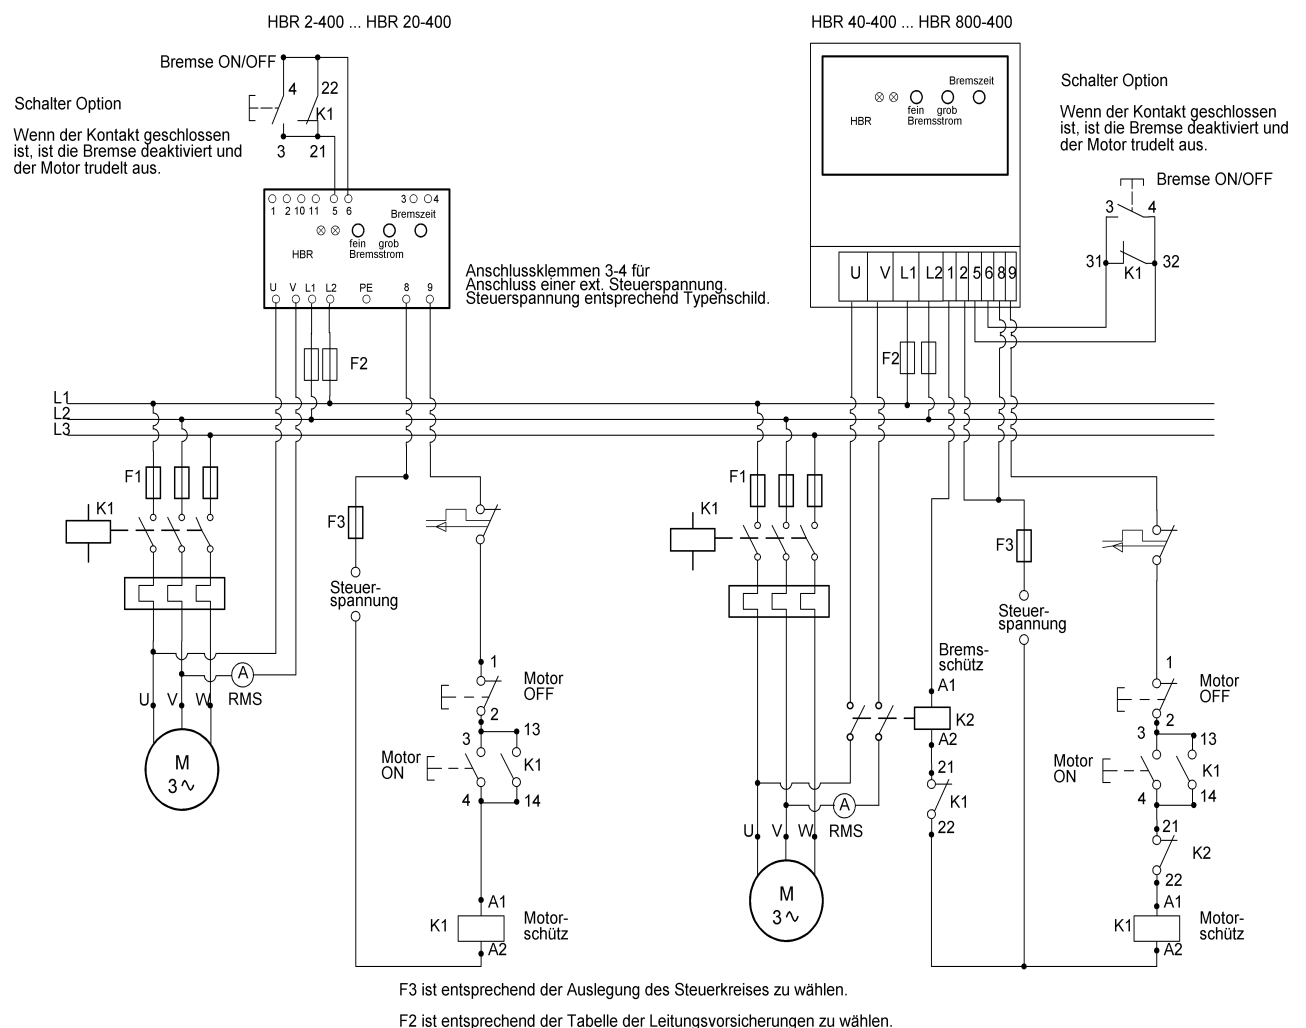 HBR 2-400 ... HBR 20-400
Bremse ON/OFF
4
22
K1
3
21
Schalter Option
Wenn der Kontakt geschlossen
ist, ist die Bremse deaktiviert und
der Motor trudelt aus.
1 2 10 11 5 6
3 4
Bremszeit
fein grob
Bremsstrom
HBR
U V L1 L2 PE 8 9
Anschlussklemmen 3-4 für
Anschluss einer ext. Steuerspannung.
Steuerspannung entsprechend Typenschild.
F2
L1
L2
L3
F1
K1
F3
Steuer-
spannung
A
RMS
U V W
M
3∿
1
Motor
OFF
2
3
13
Motor
ON
K1
4
14
A1
K1
Motor-
schütz
A2
HBR 40-400 ... HBR 800-400
Bremszeit
fein grob
Bremsstrom
HBR
U V L1 L2 1 2 5 6 8 9
Schalter Option
Wenn der Kontakt geschlossen
ist, ist die Bremse deaktiviert und
der Motor trudelt aus.
Bremse ON/OFF
3 4
31
32
K1
F2
F1
K1
F3
Steuer-
spannung
Brems-
schütz
A1
K2
A2
21
K1
22
A
RMS
U V W
M
3∿
1
Motor
OFF
2
3
13
Motor
ON
K1
4
14
21
K2
22
A1
K1
Motor-
schütz
A2
F3 ist entsprechend der Auslegung des Steuerkreises zu wählen.
F2 ist entsprechend der Tabelle der Leitungsvorsicherungen zu wählen.